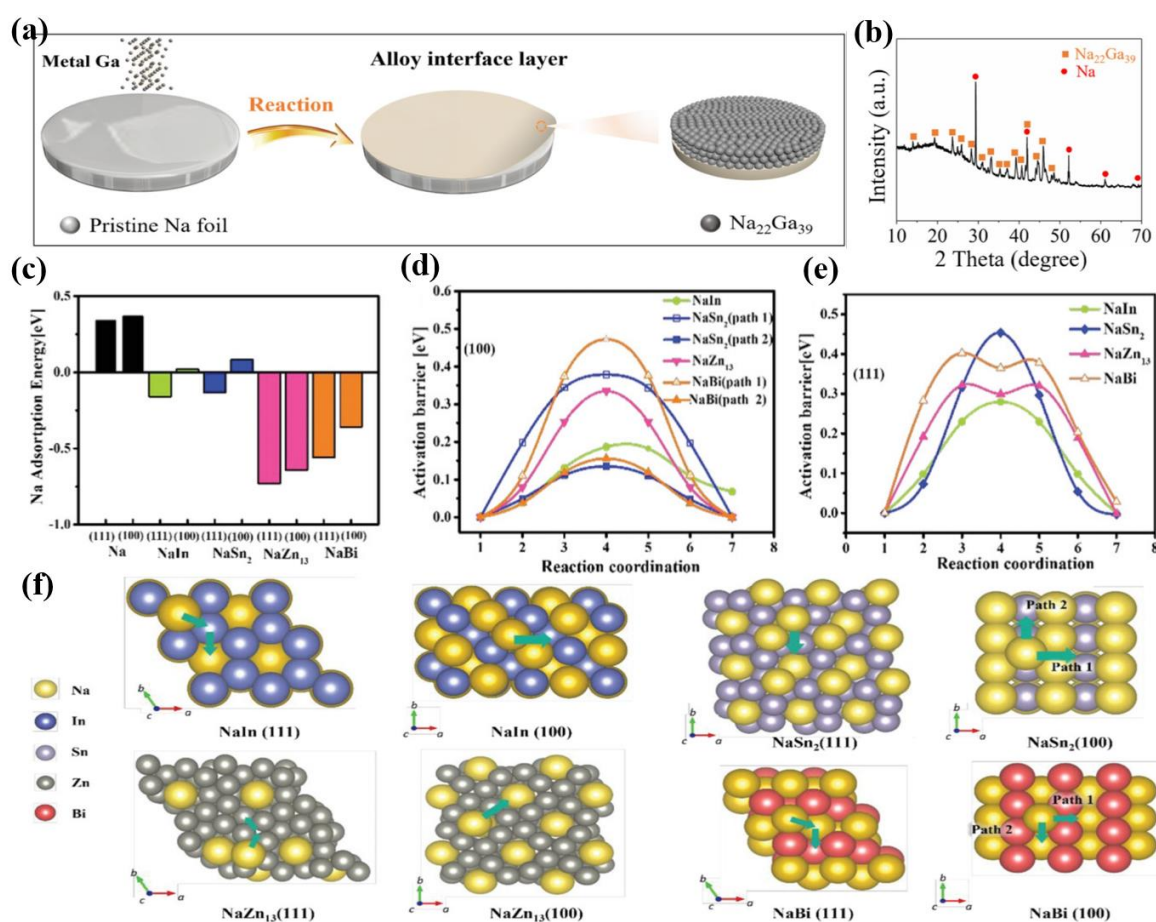 (a)
Metal Ga
Alloy interface layer
Reaction
Pristine Na foil
Na₂₂Ga₃₉
(b)
Na₂₂Ga₃₉
Na
Intensity (a.u.)
10 20 30 40 50 60 70
2 Theta (degree)
(c)
Na Adsortption Energy[eV]
0.5
0.0
-0.5
-1.0
(111) (100) (111) (100) (111)(100) (111) (100) (111)(100)
Na NaIn NaSn₂ NaZn₁₃ NaBi
(d)
Activation barrier [eV]
0.6
0.5
0.4
0.3
0.2
0.1
0.0
(100)
NaIn
NaSn₂(path 1)
NaSn₂(path 2)
NaZn₁₃
NaBi(path 1)
NaBi(path 2)
1 2 3 4 5 6 7 8
Reaction coordination
(e)
Activation barrier[eV]
0.5
0.4
0.3
0.2
0.1
0.0
(111)
NaIn
NaSn₂
NaZn₁₃
NaBi
0 1 2 3 4 5 6 7 8
Reaction coordination
(f)
Na
In
Sn
Zn
Bi
b
c a
NaIn (111)
b
c a
NaIn (100)
b
c a
NaSn₂(111)
Path 2
Path 1
b
c a
NaSn₂(100)
b
c a
NaZn₁₃(111)
b
c a
NaZn₁₃(100)
b
c a
NaBi (111)
Path 1
Path 2
b
c a
NaBi (100)